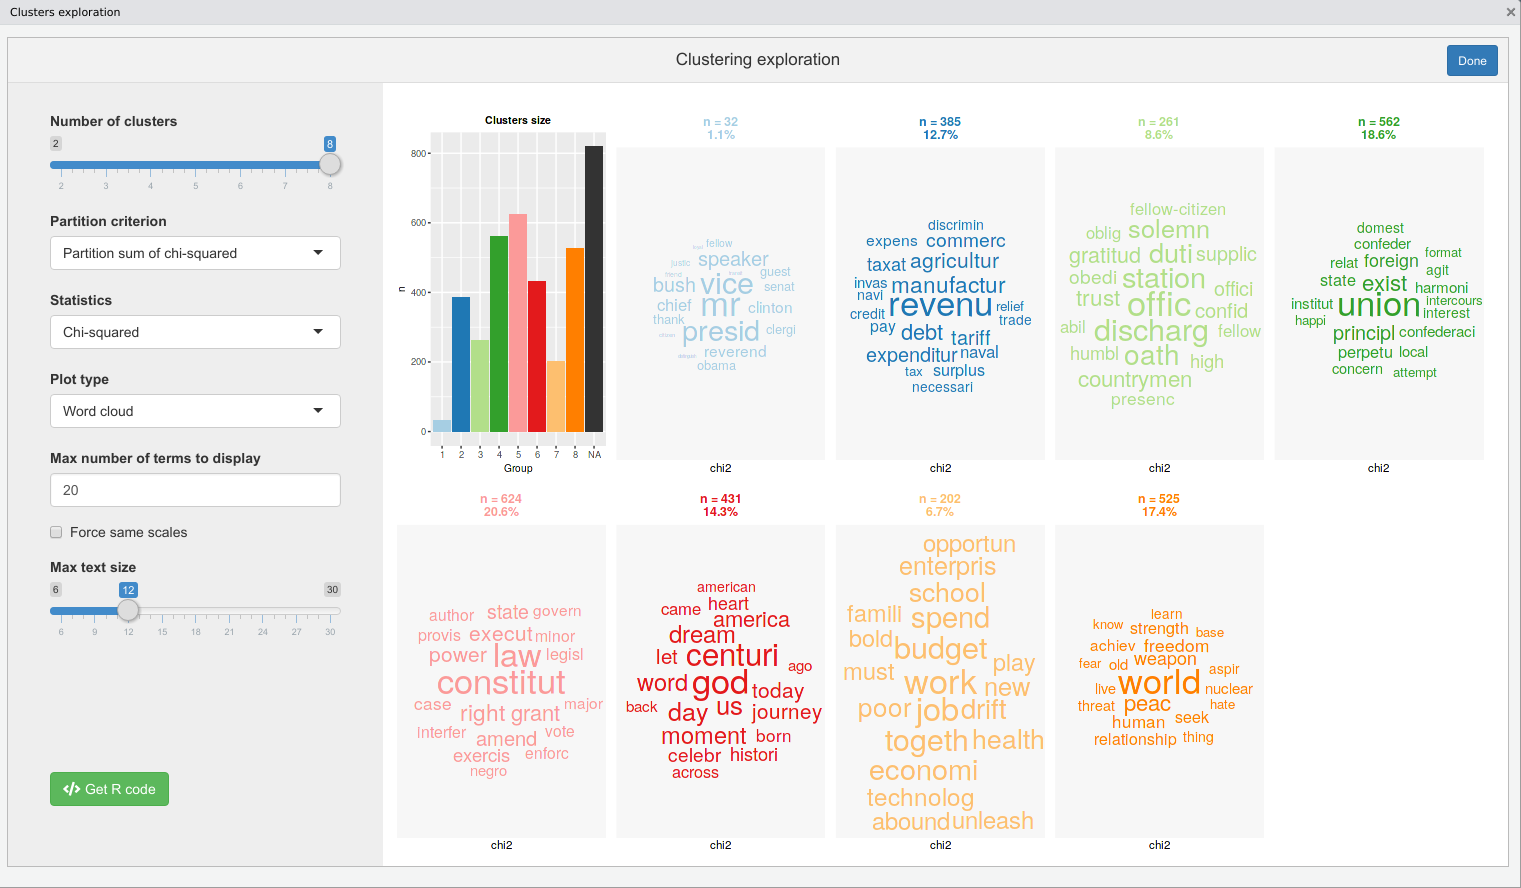 Clusters exploration
Clustering exploration
Done
Number of clusters
2 8
2 3 4 5 6 7 8
Partition criterion
Partition sum of chi-squared
Statistics
Chi-squared
Plot type
Word cloud
Max number of terms to display
20
Force same scales
Max text size
6 12 30
6 9 12 15 18 21 24 27 30
</> Get R code
Clusters size
800
600
400
200
0
n
1 2 3 4 5 6 7 8 NA
Group
n = 32
1.1%
fellow
justic speaker
guest
bush vice senat
chief mr clinton
thank
presid clergi
reverend
obama
chi2
n = 385
12.7%
discrimin
expens commerc
taxat agricultur
invas manufactur
navi
revenu relief
credit trade
pay debt tariff
expenditur naval
tax surplus
necessari
chi2
n = 261
8.6%
fellow-citizen
oblig solemn
gratitud duti supplic
obedi station offici
trust offic confid
abil discharg fellow
humbl oath high
countrymen
presenc
chi2
n = 562
18.6%
domest
confeder
relat foreign format
agit
state exist harmoni
institut union intercours
interest
happi
principl confederaci
perpetu local
concern attempt
chi2
n = 624
20.6%
author state govern
provis execut minor
power law legisl
constitut
case right grant major
interfer amend vote
exercis enforc
negro
chi2
n = 431
14.3%
american
came heart
america
dream
let centuri ago
word god today
back day us journey
moment born
celebr histori
across
chi2
n = 202
6.7%
opportun
enterpris
school
famili spend
bold budget play
must work new
poor job drift
togeth health
economi
technolog
abound unleash
chi2
n = 525
17.4%
learn
know strength base
achiev freedom
fear old weapon aspir
live world nuclear
threat peac hate
human seek
relationship thing
chi2